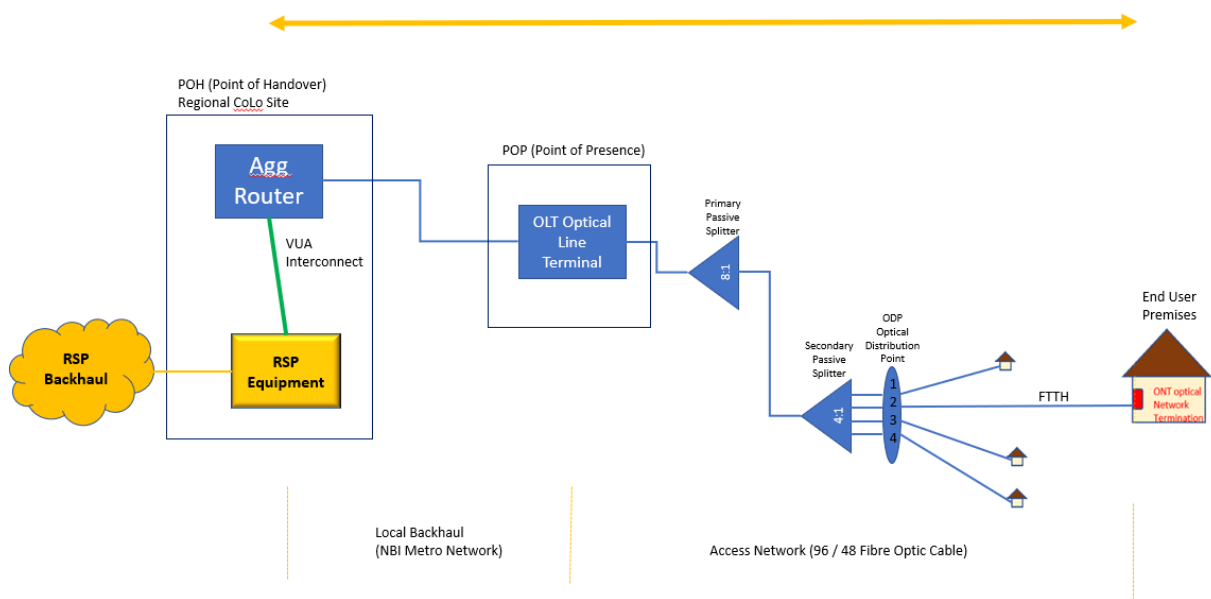 POH (Point of Handover)
Regional CoLo Site
Agg
Router
VUA
Interconnect
RSP
Backhaul
RSP
Equipment
POP (Point of Presence)
OLT Optical
Line
Terminal
Primary
Passive
Splitter
8:1
Secondary
Passive
Splitter
4:1
ODP
Optical
Distribution
Point
1
2
3
4
FTTH
End User
Premises
ONT optical
Network
Termination
Local Backhaul
(NBI Metro Network)
Access Network (96 / 48 Fibre Optic Cable)